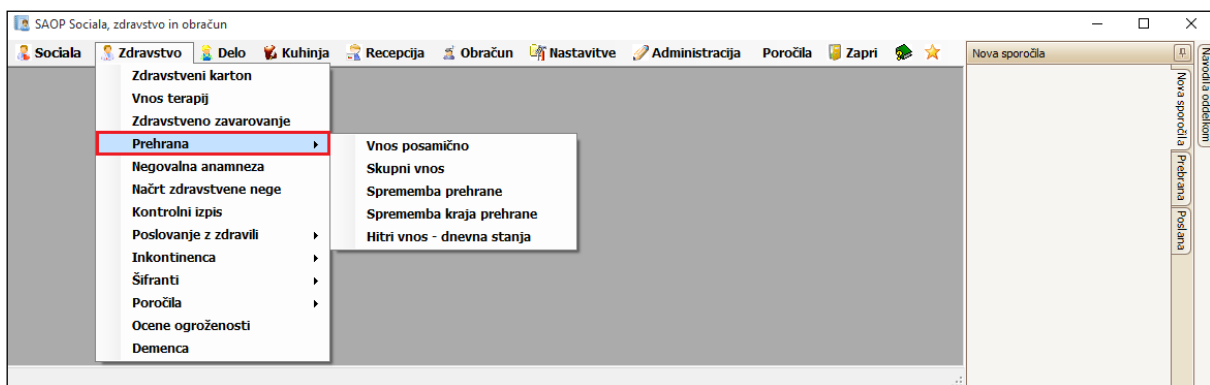 SAOP Sociala, zdravstvo in obračun
Sociala Zdravstvo Delo Kuhinja Recepcija Obračun Nastavitve Administracija Poročila Zapri
Zdravstveni karton
Vnos terapij
Zdravstveno zavarovanje
Prehrana
Negovalna anamneza
Načrt zdravstvene nege
Kontrolni izpis
Poslovanje z zdravili
Inkontinenca
Šifranti
Poročila
Ocene ogroženosti
Demenca
Vnos posamično
Skupni vnos
Sprememba prehrane
Sprememba kraja prehrane
Hitri vnos - dnevna stanja
Nova sporočila
Nova sporočila
Prebrana
Poslana
Navodila oddelkom